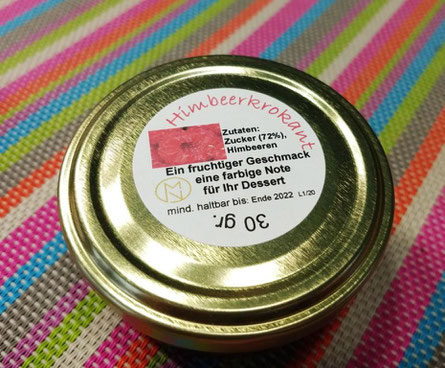 Himbeerkrokant
Zutaten:
Zucker (72%),
Himbeeren
Ein fruchtiger Geschmack
eine farbige Note
für Ihr Dessert
mind. haltbar bis: Ende 2022 L1/20
30 gr.